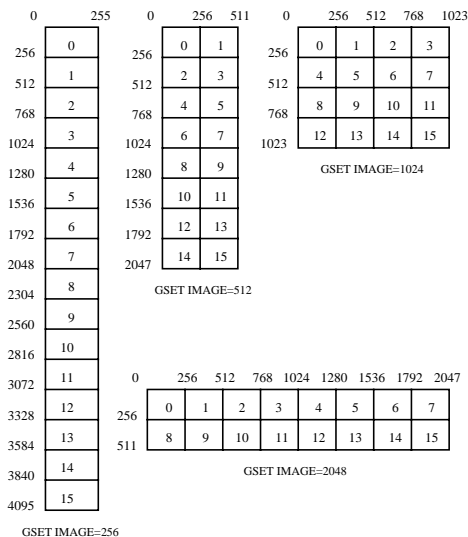 0 255
256 0
512 1
768 2
1024 3
1280 4
1536 5
1792 6
2048 7
2304 8
2560 9
2816 10
3072 11
3328 12
3584 13
3840 14
4095 15
GSET IMAGE=256
0 256 511
256 0 1
512 2 3
768 4 5
1024 6 7
1280 8 9
1536 10 11
1792 12 13
2047 14 15
GSET IMAGE=512
0 256 512 768 1023
256 0 1 2 3
512 4 5 6 7
768 8 9 10 11
1023 12 13 14 15
GSET IMAGE=1024
0 256 512 768 1024 1280 1536 1792 2047
256 0 1 2 3 4 5 6 7
511 8 9 10 11 12 13 14 15
GSET IMAGE=2048